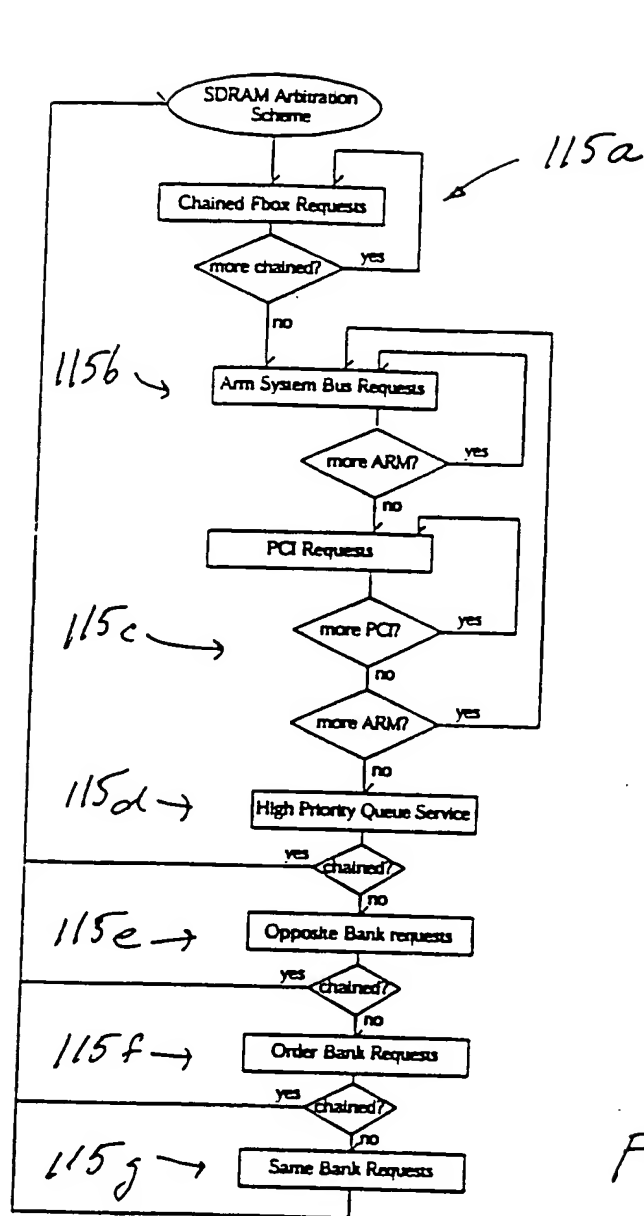 SDRAM Arbitration
Scheme
115a
Chained Fbox Requests
more chained?
yes
no
115b
Arm System Bus Requests
more ARM?
yes
no
PCI Requests
115c
more PCI?
yes
no
more ARM?
yes
no
115d
High Priority Queue Service
yes
chained?
no
115e
Opposite Bank requests
yes
chained?
no
115f
Order Bank Requests
yes
chained?
no
115g
Same Bank Requests
F